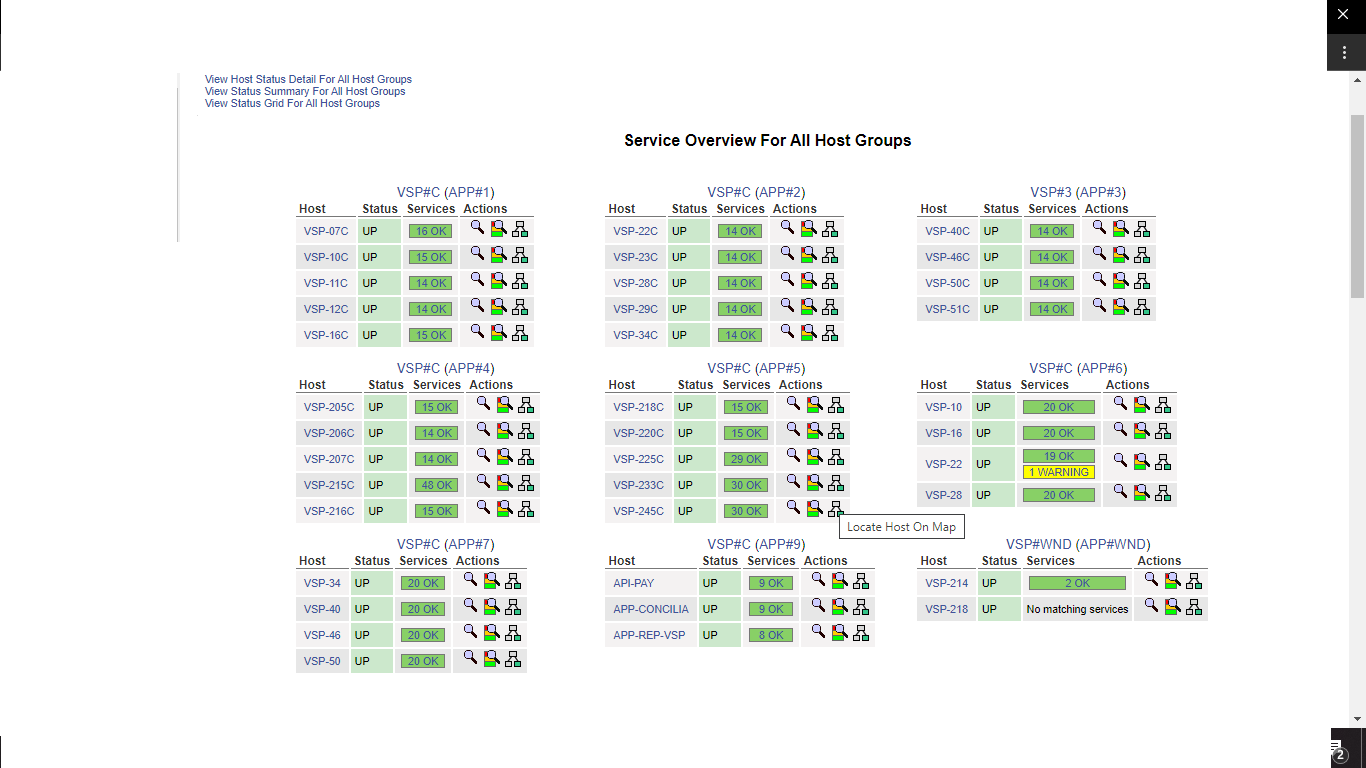 View Host Status Detail For All Host Groups
View Status Summary For All Host Groups
View Status Grid For All Host Groups
Service Overview For All Host Groups
VSP#C (APP#1)
Host Status Services Actions
VSP-07C UP 16 OK
VSP-10C UP 15 OK
VSP-11C UP 14 OK
VSP-12C UP 14 OK
VSP-16C UP 15 OK
VSP#C (APP#2)
Host Status Services Actions
VSP-22C UP 14 OK
VSP-23C UP 14 OK
VSP-28C UP 14 OK
VSP-29C UP 14 OK
VSP-34C UP 14 OK
VSP#3 (APP#3)
Host Status Services Actions
VSP-40C UP 14 OK
VSP-46C UP 14 OK
VSP-50C UP 14 OK
VSP-51C UP 14 OK
VSP#C (APP#4)
Host Status Services Actions
VSP-205C UP 15 OK
VSP-206C UP 14 OK
VSP-207C UP 14 OK
VSP-215C UP 48 OK
VSP-216C UP 15 OK
VSP#C (APP#5)
Host Status Services Actions
VSP-218C UP 15 OK
VSP-220C UP 15 OK
VSP-225C UP 29 OK
VSP-233C UP 30 OK
VSP-245C UP 30 OK
Locate Host On Map
VSP#C (APP#6)
Host Status Services Actions
VSP-10 UP 20 OK
VSP-16 UP 20 OK
VSP-22 UP 19 OK
1 WARNING
VSP-28 UP 20 OK
VSP#C (APP#7)
Host Status Services Actions
VSP-34 UP 20 OK
VSP-40 UP 20 OK
VSP-46 UP 20 OK
VSP-50 UP 20 OK
VSP#C (APP#9)
Host Status Services Actions
API-PAY UP 9 OK
APP-CONCILIA UP 9 OK
APP-REP-VSP UP 8 OK
VSP#WND (APP#WND)
Host Status Services Actions
VSP-214 UP 2 OK
VSP-218 UP No matching services
2